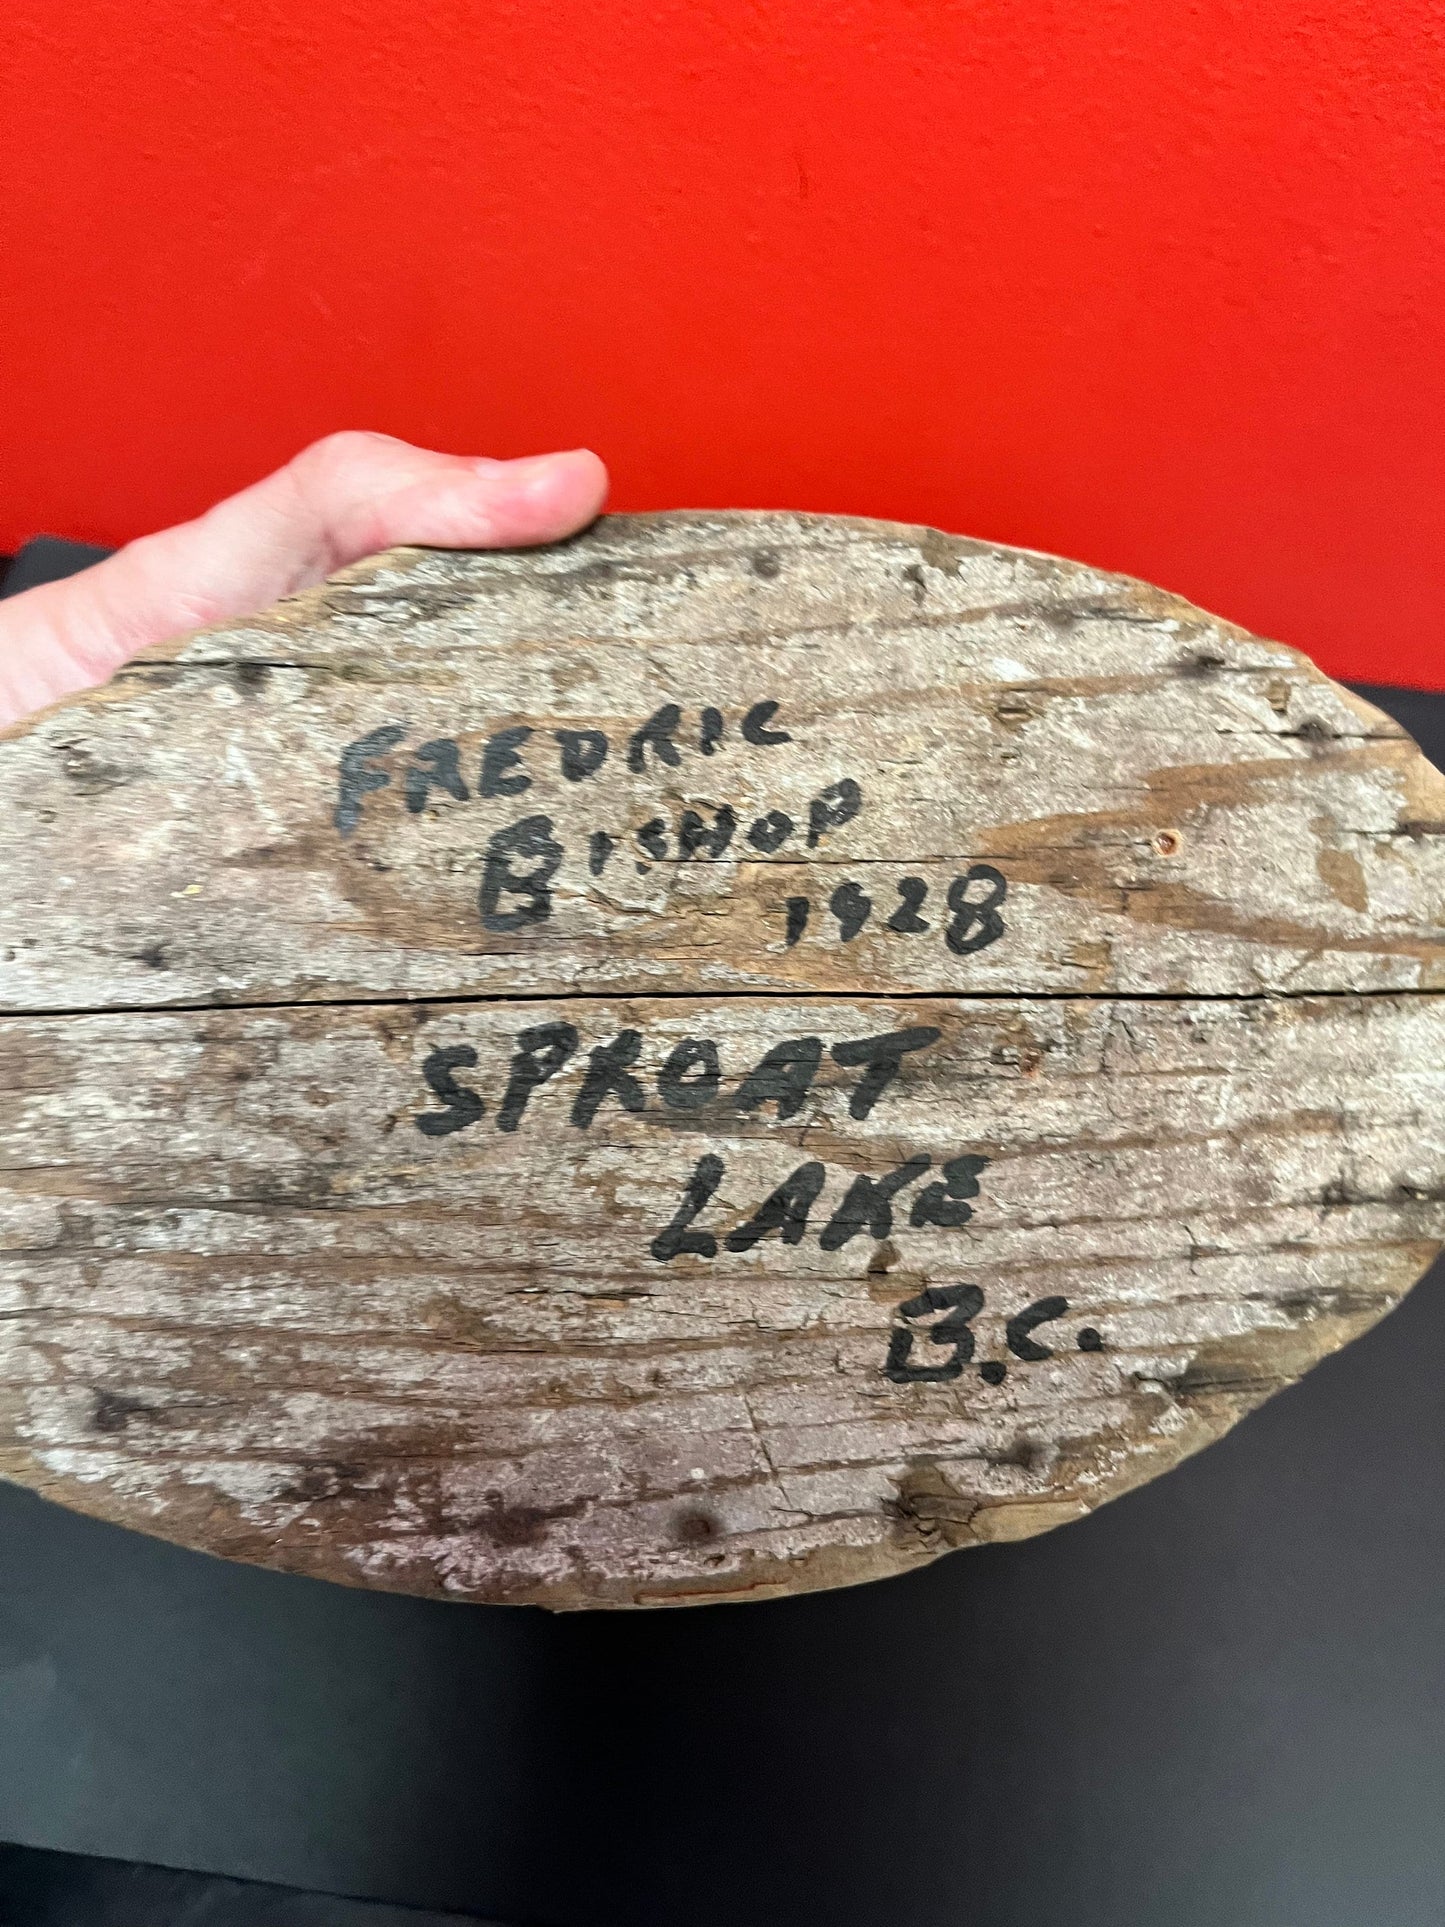 FREDRIC
BISHOP
1928
SPROAT
LAKE
B.C.